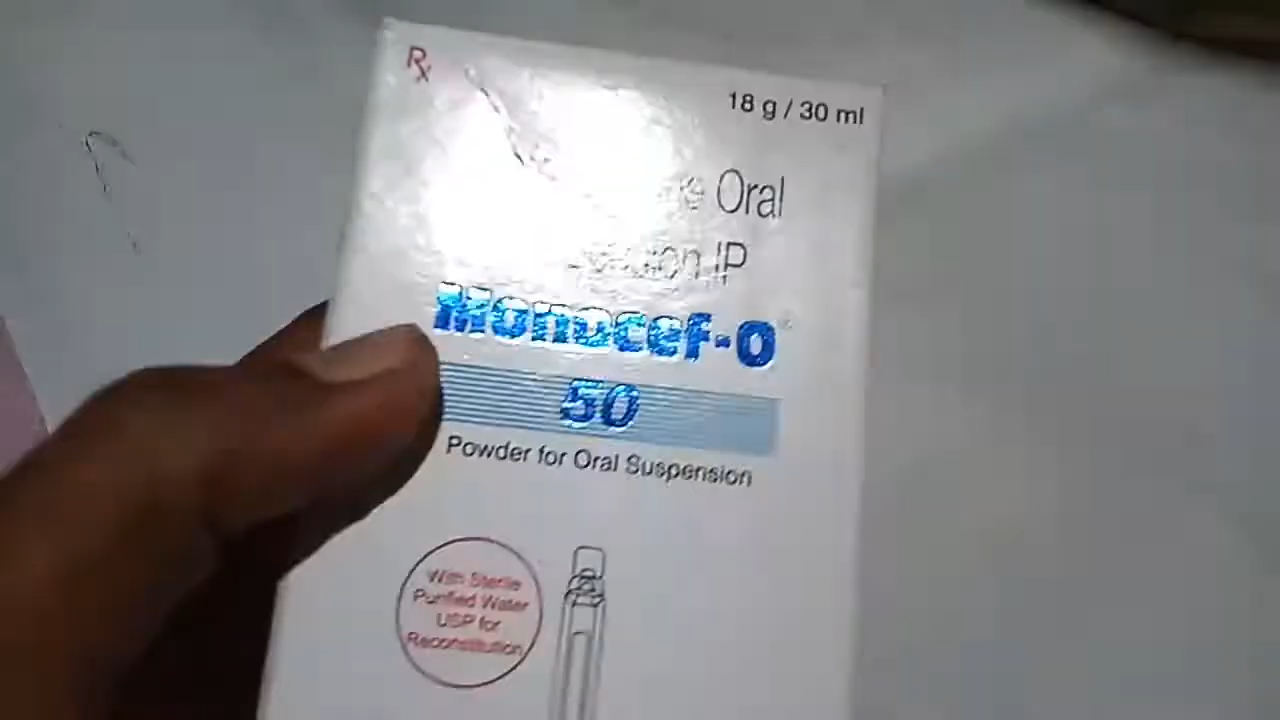 Rx
18 g / 30 ml
Oral
IP
Monocef-O®
50
Powder for Oral Suspension
With Sterile
Purified Water
USP for
Reconstitution